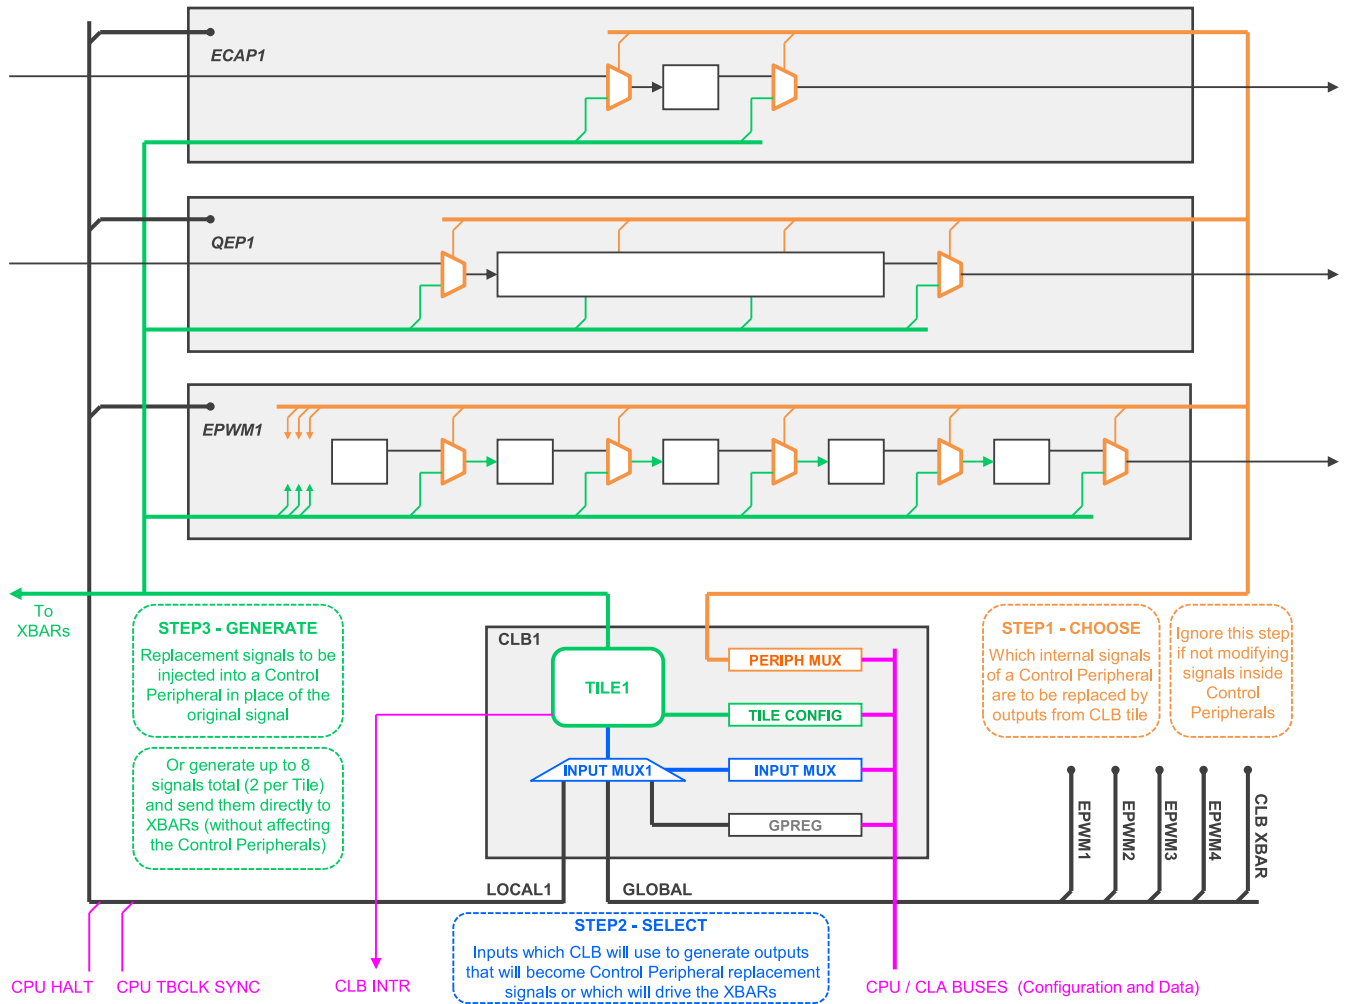 ECAP1
QEP1
EPWM1
To
XBARs
STEP3 - GENERATE
Replacement signals to be
injected into a Control
Peripheral in place of the
original signal
Or generate up to 8
signals total (2 per Tile)
and send them directly to
XBARs (without affecting
the Control Peripherals)
CLB1
TILE1
PERIPH MUX
TILE CONFIG
INPUT MUX1
INPUT MUX
GPREG
STEP1 - CHOOSE
Which internal signals
of a Control Peripheral
are to be replaced by
outputs from CLB tile
Ignore this step
if not modifying
signals inside
Control
Peripherals
EPWM1
EPWM2
EPWM3
EPWM4
CLB XBAR
LOCAL1
GLOBAL
STEP2 - SELECT
Inputs which CLB will use to generate outputs
that will become Control Peripheral replacement
signals or which will drive the XBARs
CPU HALT
CPU TBCLK SYNC
CLB INTR
CPU / CLA BUSES (Configuration and Data)